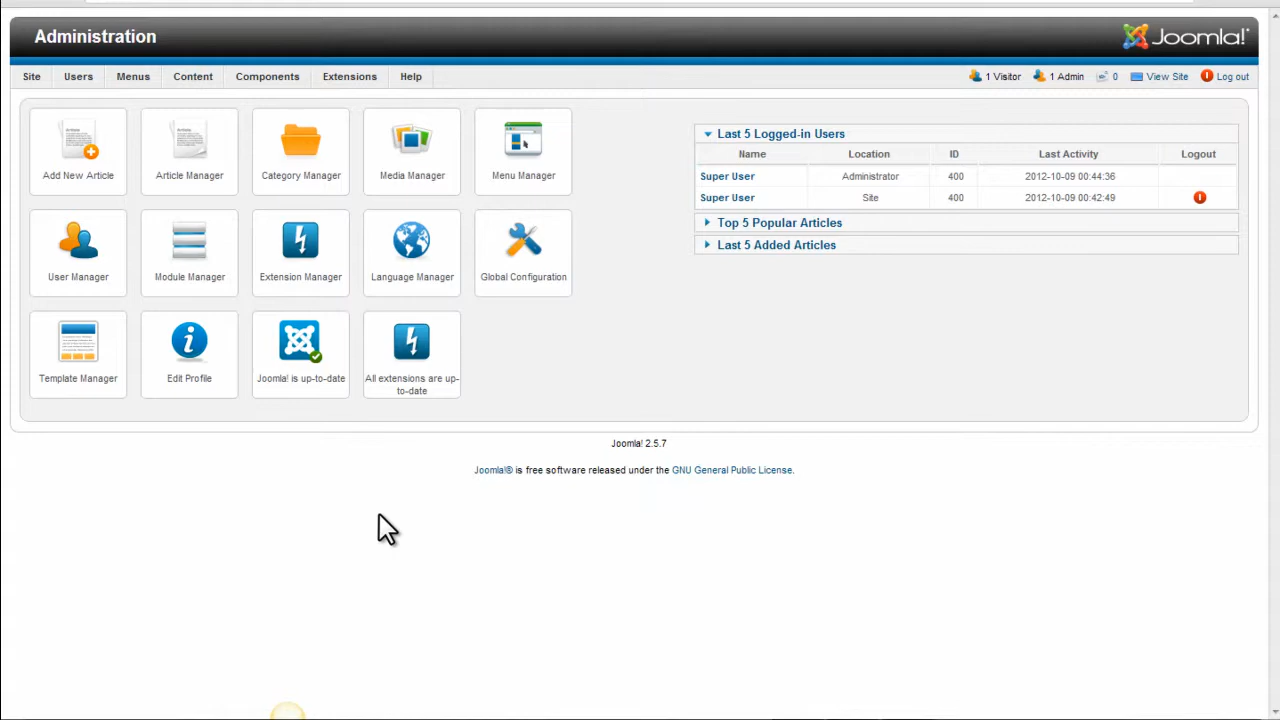 Administration
Joomla!®
Site Users Menus Content Components Extensions Help
1 Visitor 1 Admin 0 View Site Log out
Add New Article
Article Manager
Category Manager
Media Manager
Menu Manager
User Manager
Module Manager
Extension Manager
Language Manager
Global Configuration
Template Manager
Edit Profile
Joomla! is up-to-date
All extensions are up-
to-date
Last 5 Logged-in Users
Name Location ID Last Activity Logout
Super User Administrator 400 2012-10-09 00:44:36
Super User Site 400 2012-10-09 00:42:49
Top 5 Popular Articles
Last 5 Added Articles
Joomla! 2.5.7
Joomla!® is free software released under the GNU General Public License.